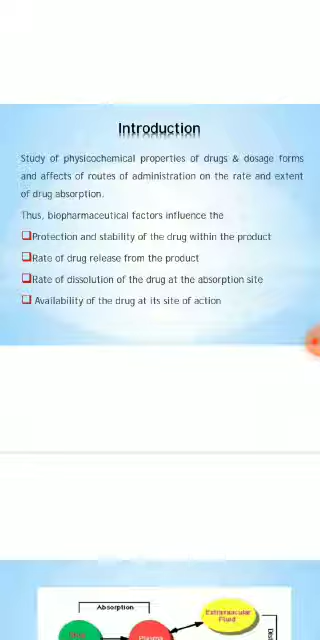 Introduction
Study of physicochemical properties of drugs & dosage forms
and affects of routes of administration on the rate and extent
of drug absorption.
Thus, biopharmaceutical factors influence the
Protection and stability of the drug within the product
Rate of drug release from the product
Rate of dissolution of the drug at the absorption site
Availability of the drug at its site of action
Absorption
Extravascular
Fluid